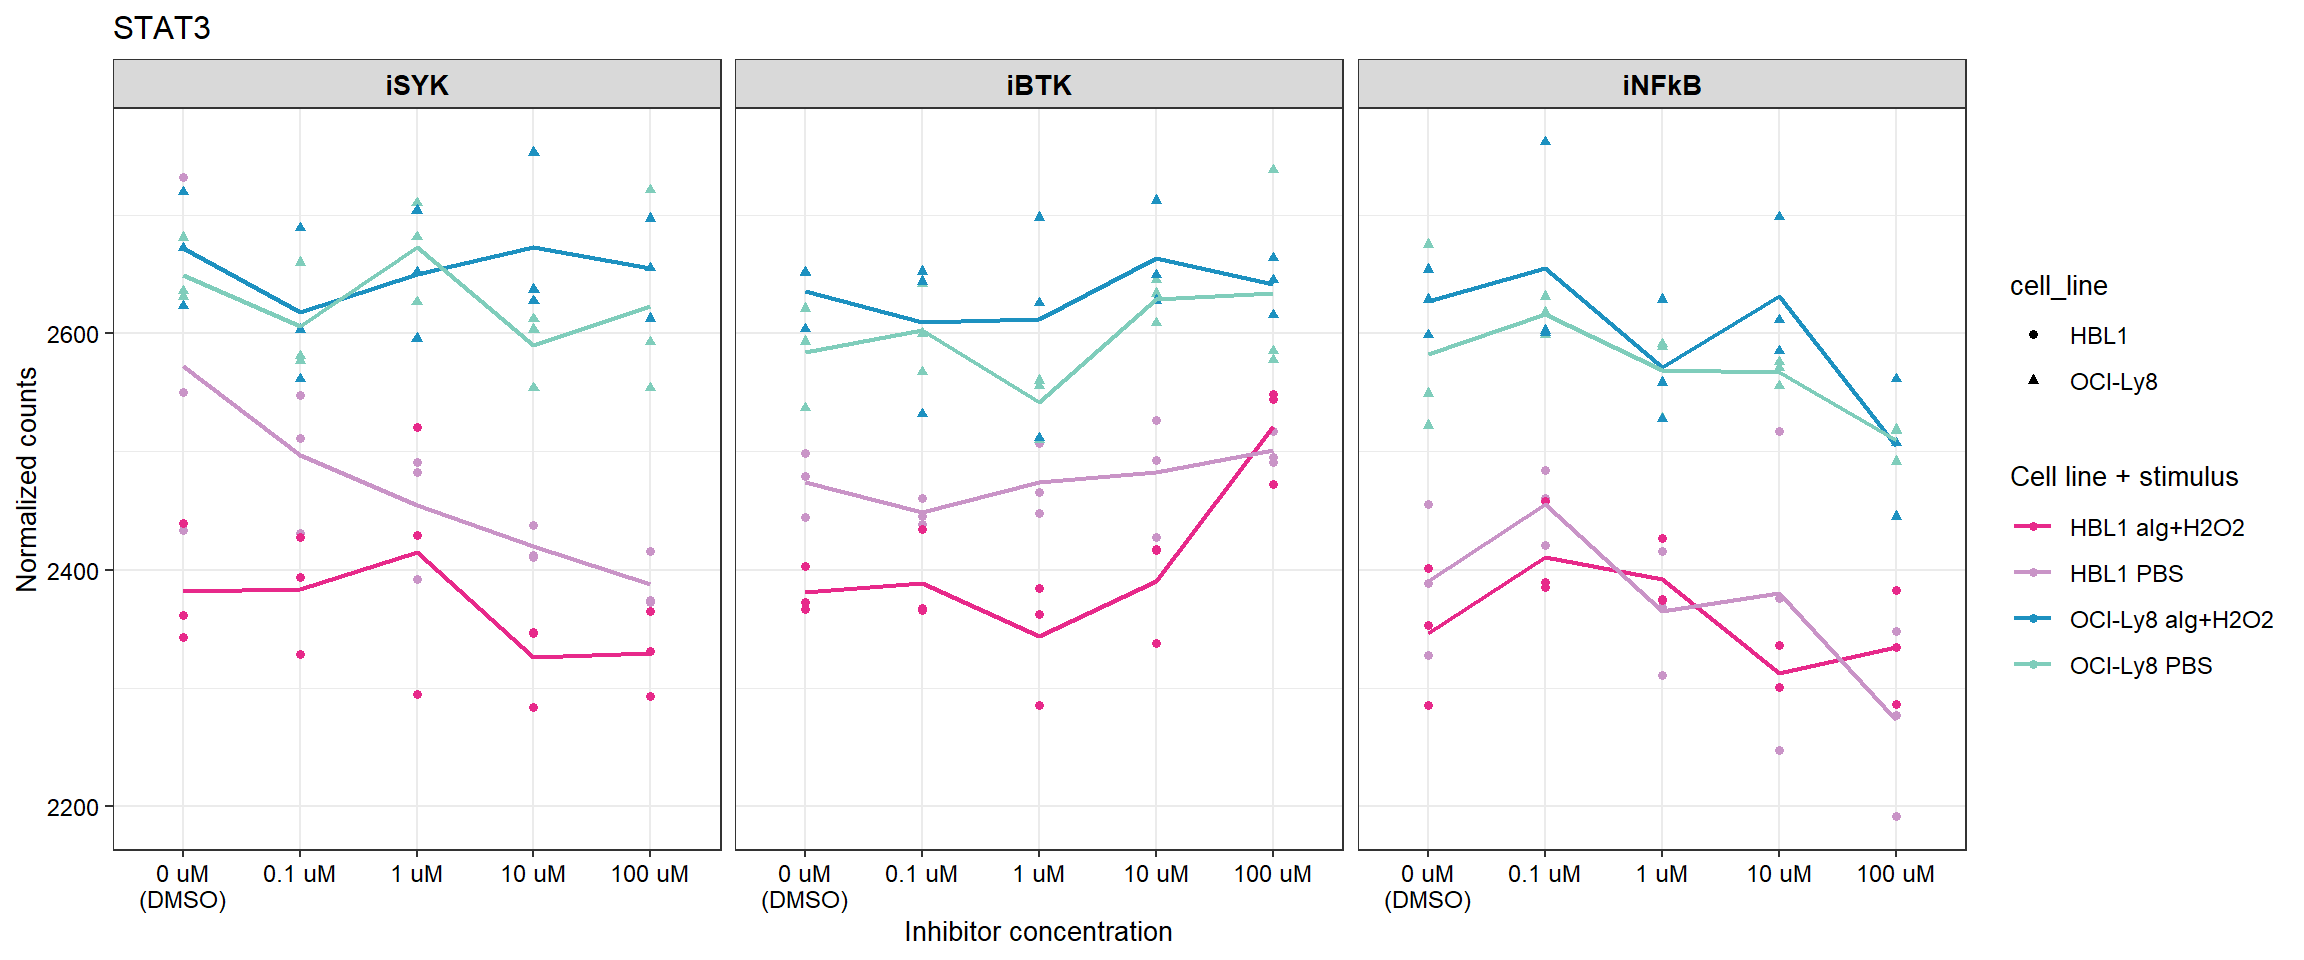 STAT3
iSYK
iBTK
iNFkB
Normalized counts
2600
2400
2200
0 uM
(DMSO)
0.1 uM
1 uM
10 uM
100 uM
0 uM
(DMSO)
0.1 uM
1 uM
10 uM
100 uM
0 uM
(DMSO)
0.1 uM
1 uM
10 uM
100 uM
Inhibitor concentration
cell_line
HBL1
OCI-Ly8
Cell line + stimulus
HBL1 aIg+H2O2
HBL1 PBS
OCI-Ly8 aIg+H2O2
OCI-Ly8 PBS